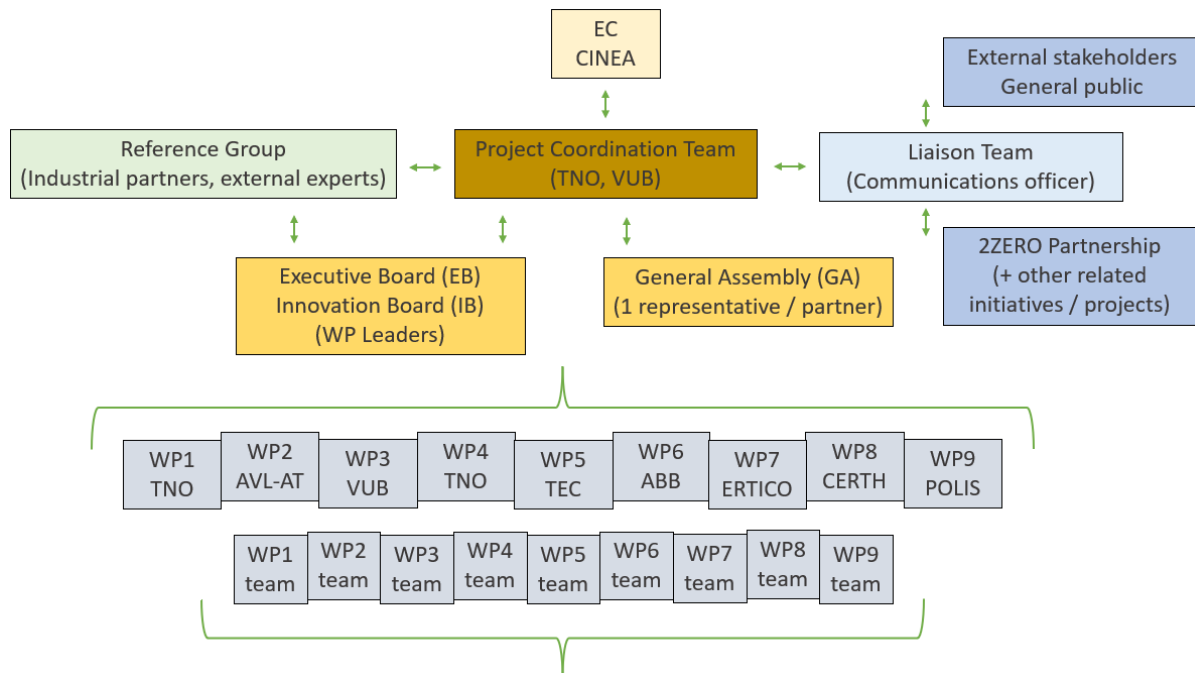 EC
CINEA
External stakeholders
General public
Reference Group
(Industrial partners, external experts)
Project Coordination Team
(TNO, VUB)
Liaison Team
(Communications officer)
Executive Board (EB)
Innovation Board (IB)
(WP Leaders)
General Assembly (GA)
(1 representative / partner)
2ZERO Partnership
(+ other related
initiatives / projects)
WP1
TNO
WP2
AVL-AT
WP3
VUB
WP4
TNO
WP5
TEC
WP6
ABB
WP7
ERTICO
WP8
CERTH
WP9
POLIS
WP1
team
WP2
team
WP3
team
WP4
team
WP5
team
WP6
team
WP7
team
WP8
team
WP9
team